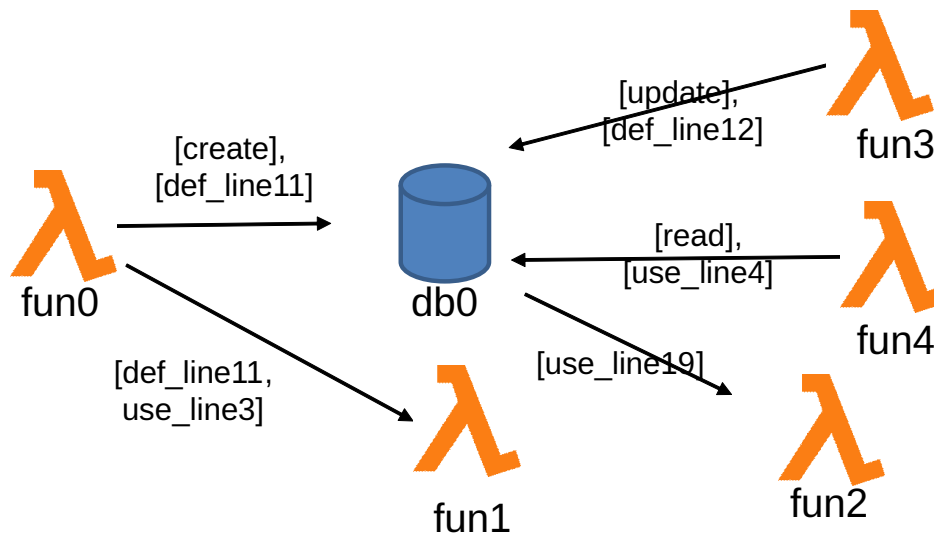 [update],
[def_line12]
fun3
[create],
[def_line11]
[read],
[use_line4]
fun0
db0
fun4
[use_line19]
[def_line11,
use_line3]
fun2
fun1